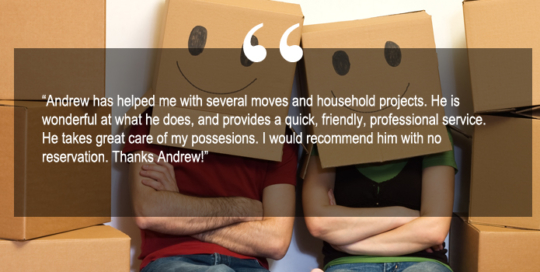 “Andrew has helped me with several moves and household projects. He is
wonderful at what he does, and provides a quick, friendly, professional service.
He takes great care of my possesions. I would recommend him with no
reservation. Thanks Andrew!”